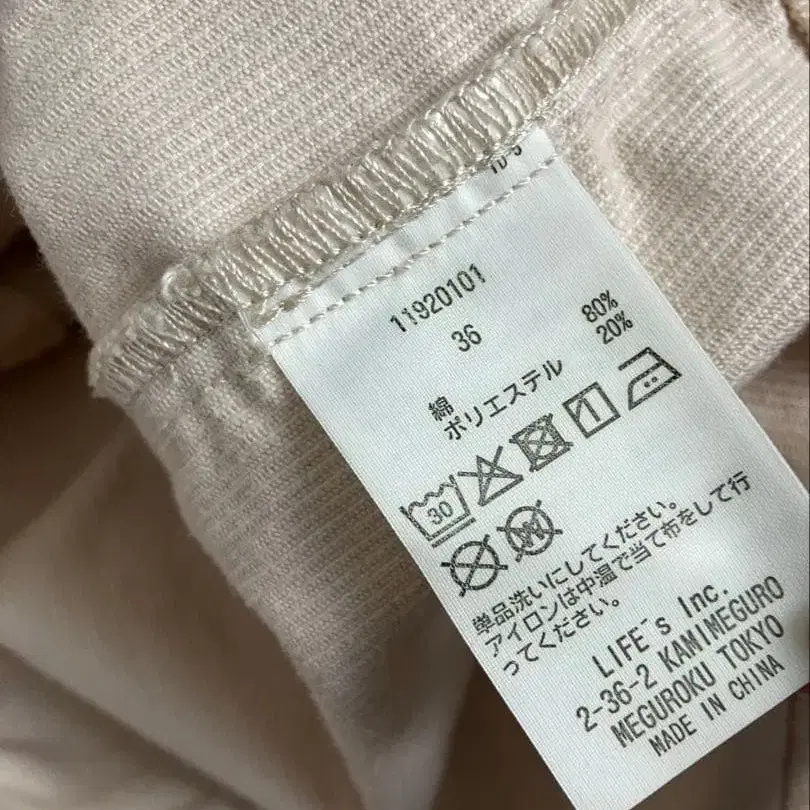 11920101
36
綿 80%
ポリエステル 20%
30
W
単品洗いにしてください。
アイロンは中温で当て布をして行
ってください。
LIFE's Inc.
2-36-2 KAMIMEGURO
MEGUROKU TOKYO
MADE IN CHINA